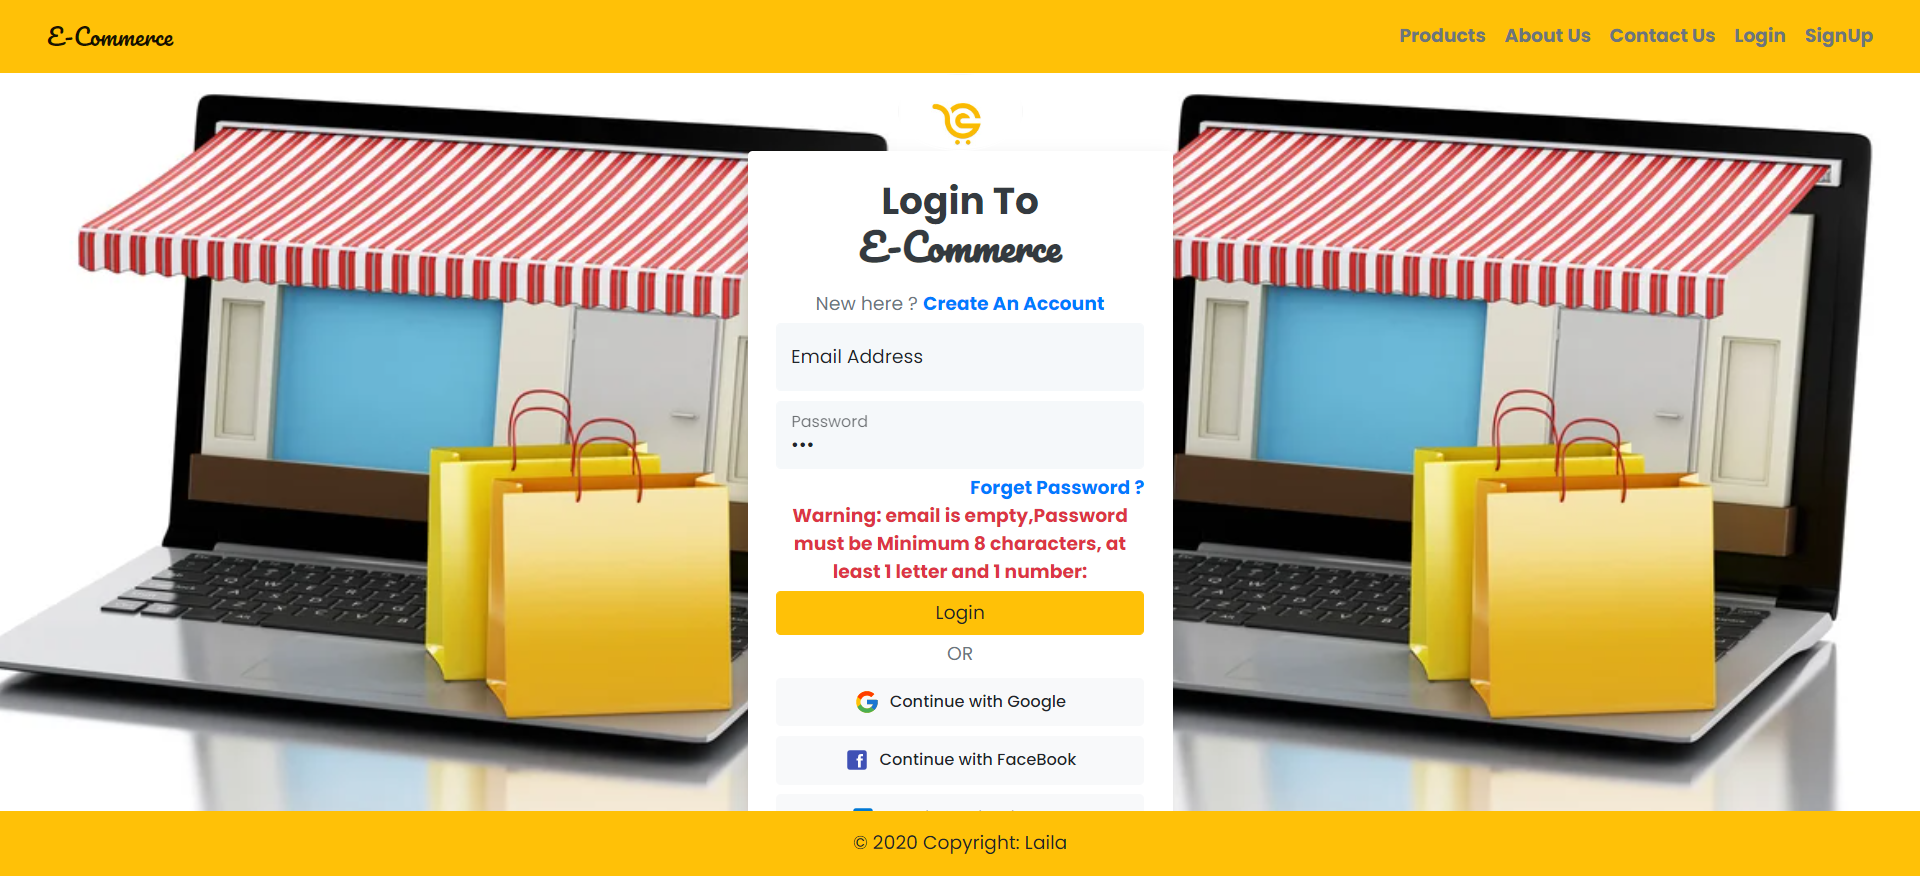 E-Commerce
Products About Us Contact Us Login SignUp
Login To
E-Commerce
New here ? Create An Account
Email Address
Password
•••
Forget Password ?
Warning: email is empty,Password
must be Minimum 8 characters, at
least 1 letter and 1 number:
Login
OR
Continue with Google
Continue with FaceBook
© 2020 Copyright: Laila